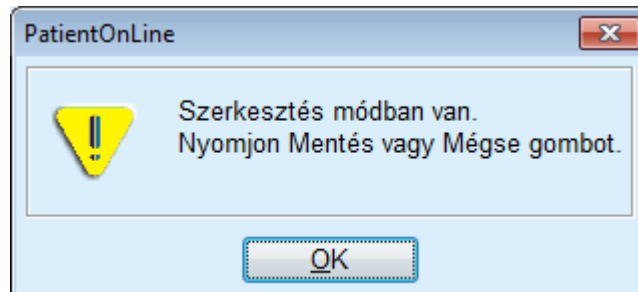 PatientOnLine
Szerkesztés módban van.
Nyomjon Mentés vagy Mégse gombot.
OK